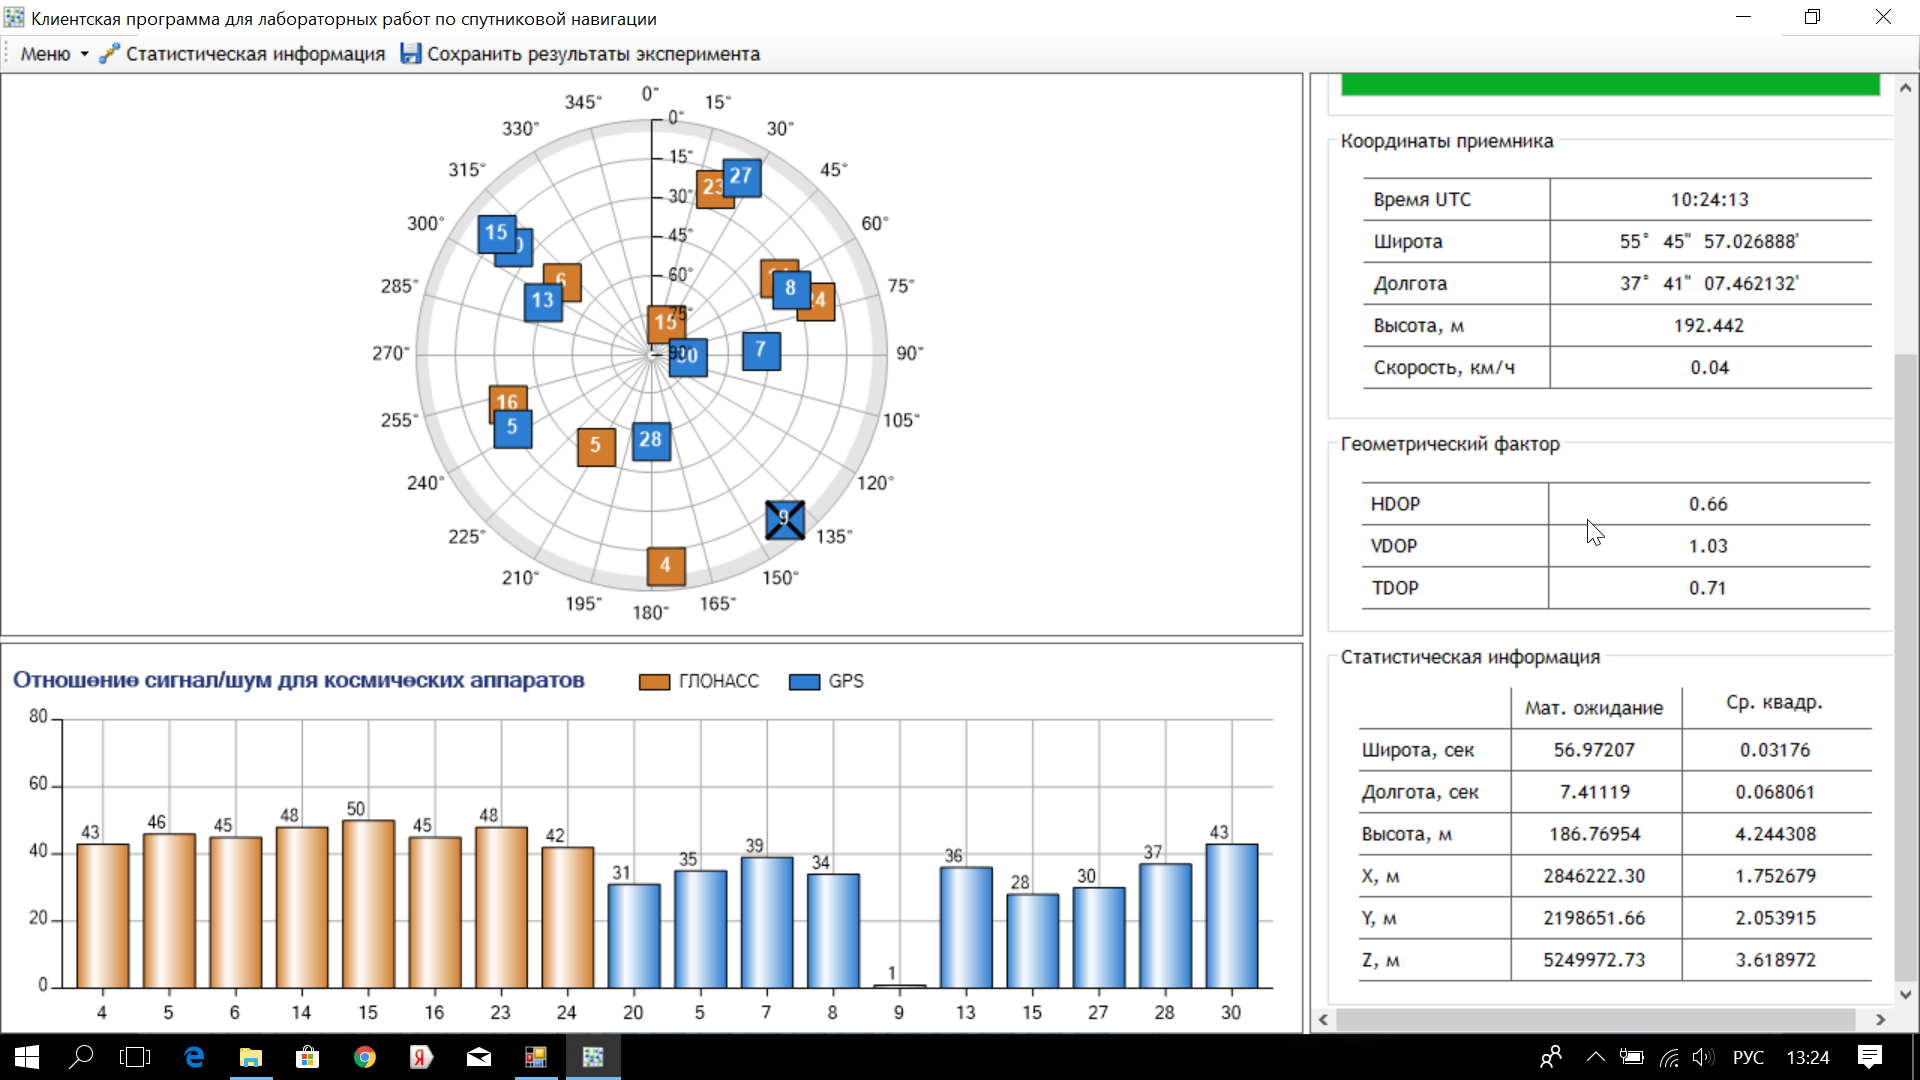 Клиентская программа для лабораторных работ по спутниковой навигации
Меню Статистическая информация Сохранить результаты эксперимента
0° 15° 30° 45° 60° 75° 90° 105° 120° 135° 150° 165° 180° 195° 210° 225° 240° 255° 270° 285° 300° 315° 330° 345°
0°
15°
30°
45°
60°
75°
23 27
15
6
13
8
24
15
7
16
5
5
28
9
4
Отношение сигнал/шум для космических аппаратов ГЛОНАСС GPS
80
60
40
20
0
43 46 45 48 50 45 48 42 31 35 39 34 1 36 28 30 37 43
4 5 6 14 15 16 23 24 20 5 7 8 9 13 15 27 28 30
Координаты приемника
Время UTC 10:24:13
Широта 55° 45" 57.026888'
Долгота 37° 41" 07.462132'
Высота, м 192.442
Скорость, км/ч 0.04
Геометрический фактор
HDOP 0.66
VDOP 1.03
TDOP 0.71
Статистическая информация
Мат. ожидание Ср. квадр.
Широта, сек 56.97207 0.03176
Долгота, сек 7.41119 0.068061
Высота, м 186.76954 4.244308
X, м 2846222.30 1.752679
Y, м 2198651.66 2.053915
Z, м 5249972.73 3.618972
РУС 13:24